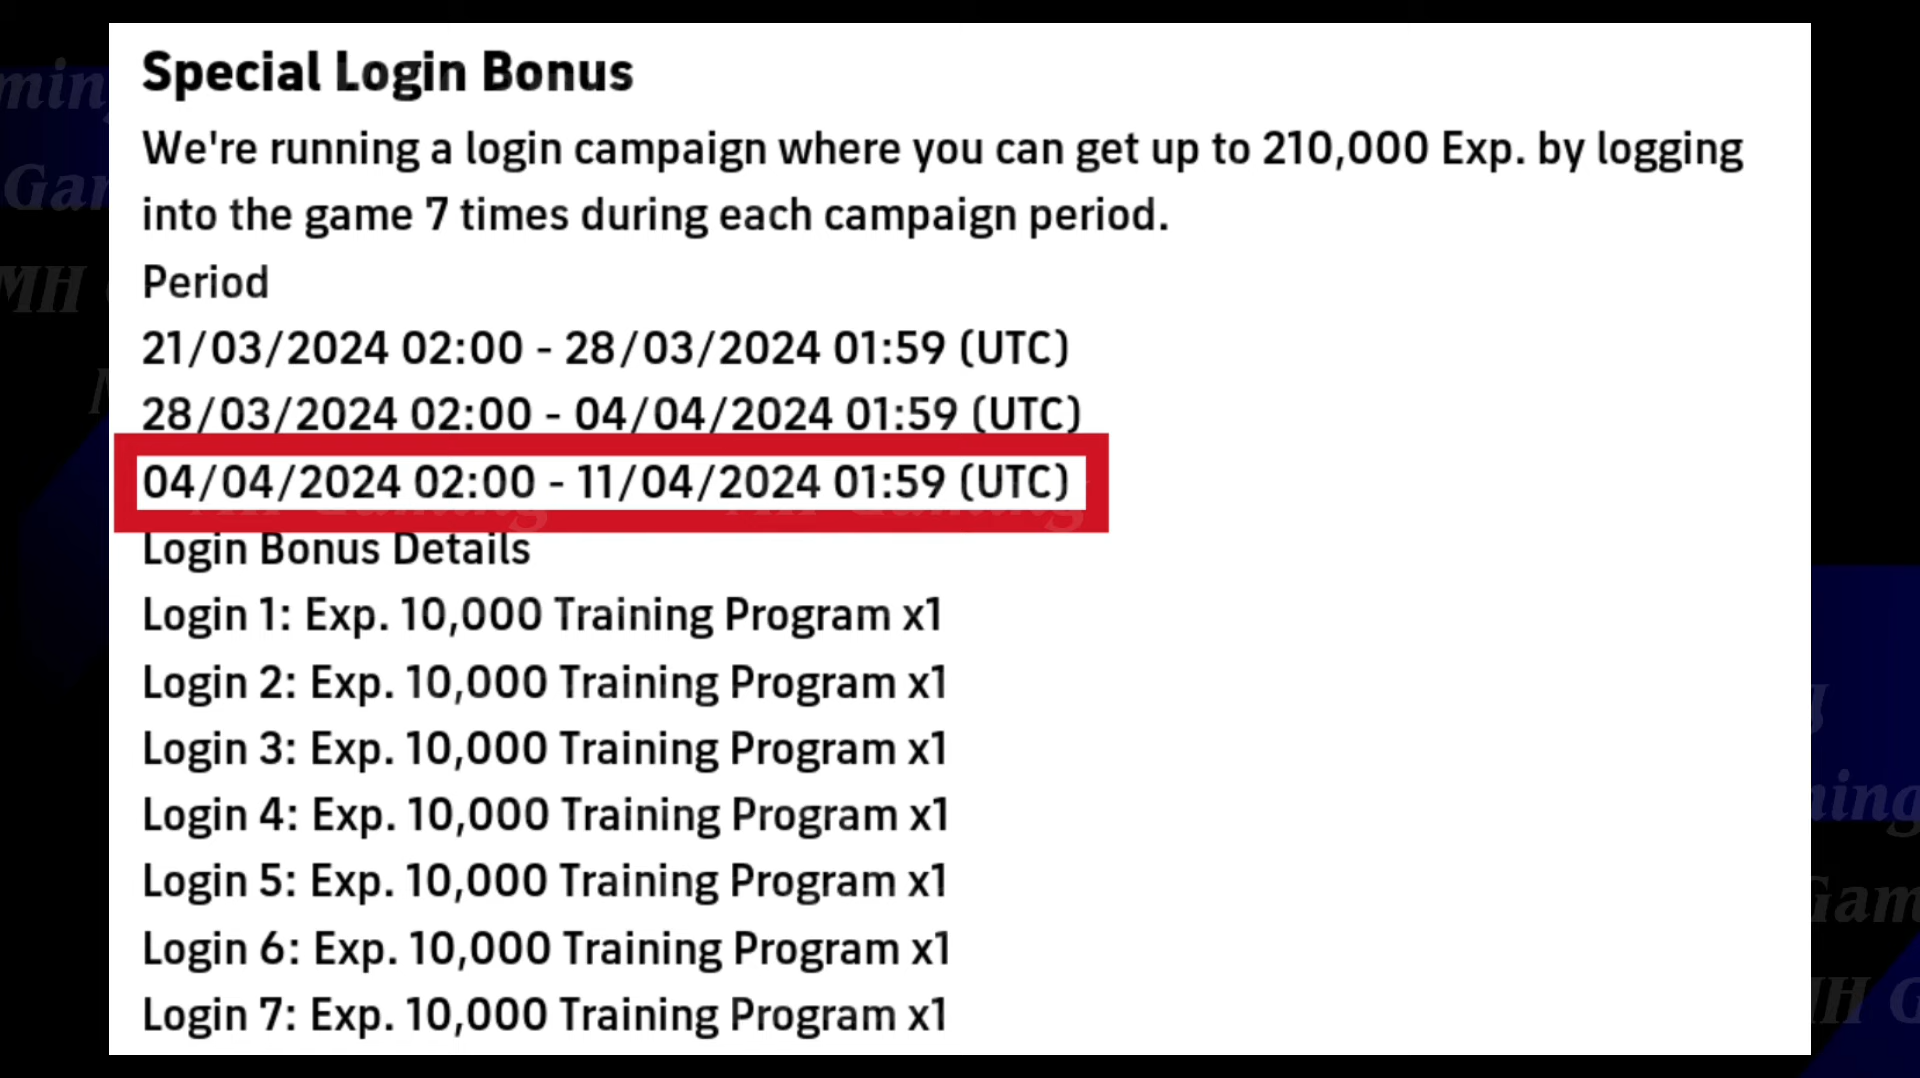 Special Login Bonus
We're running a login campaign where you can get up to 210,000 Exp. by logging
into the game 7 times during each campaign period.
Period
21/03/2024 02:00 - 28/03/2024 01:59 (UTC)
28/03/2024 02:00 - 04/04/2024 01:59 (UTC)
04/04/2024 02:00 - 11/04/2024 01:59 (UTC)
Login Bonus Details
Login 1: Exp. 10,000 Training Program x1
Login 2: Exp. 10,000 Training Program x1
Login 3: Exp. 10,000 Training Program x1
Login 4: Exp. 10,000 Training Program x1
Login 5: Exp. 10,000 Training Program x1
Login 6: Exp. 10,000 Training Program x1
Login 7: Exp. 10,000 Training Program x1